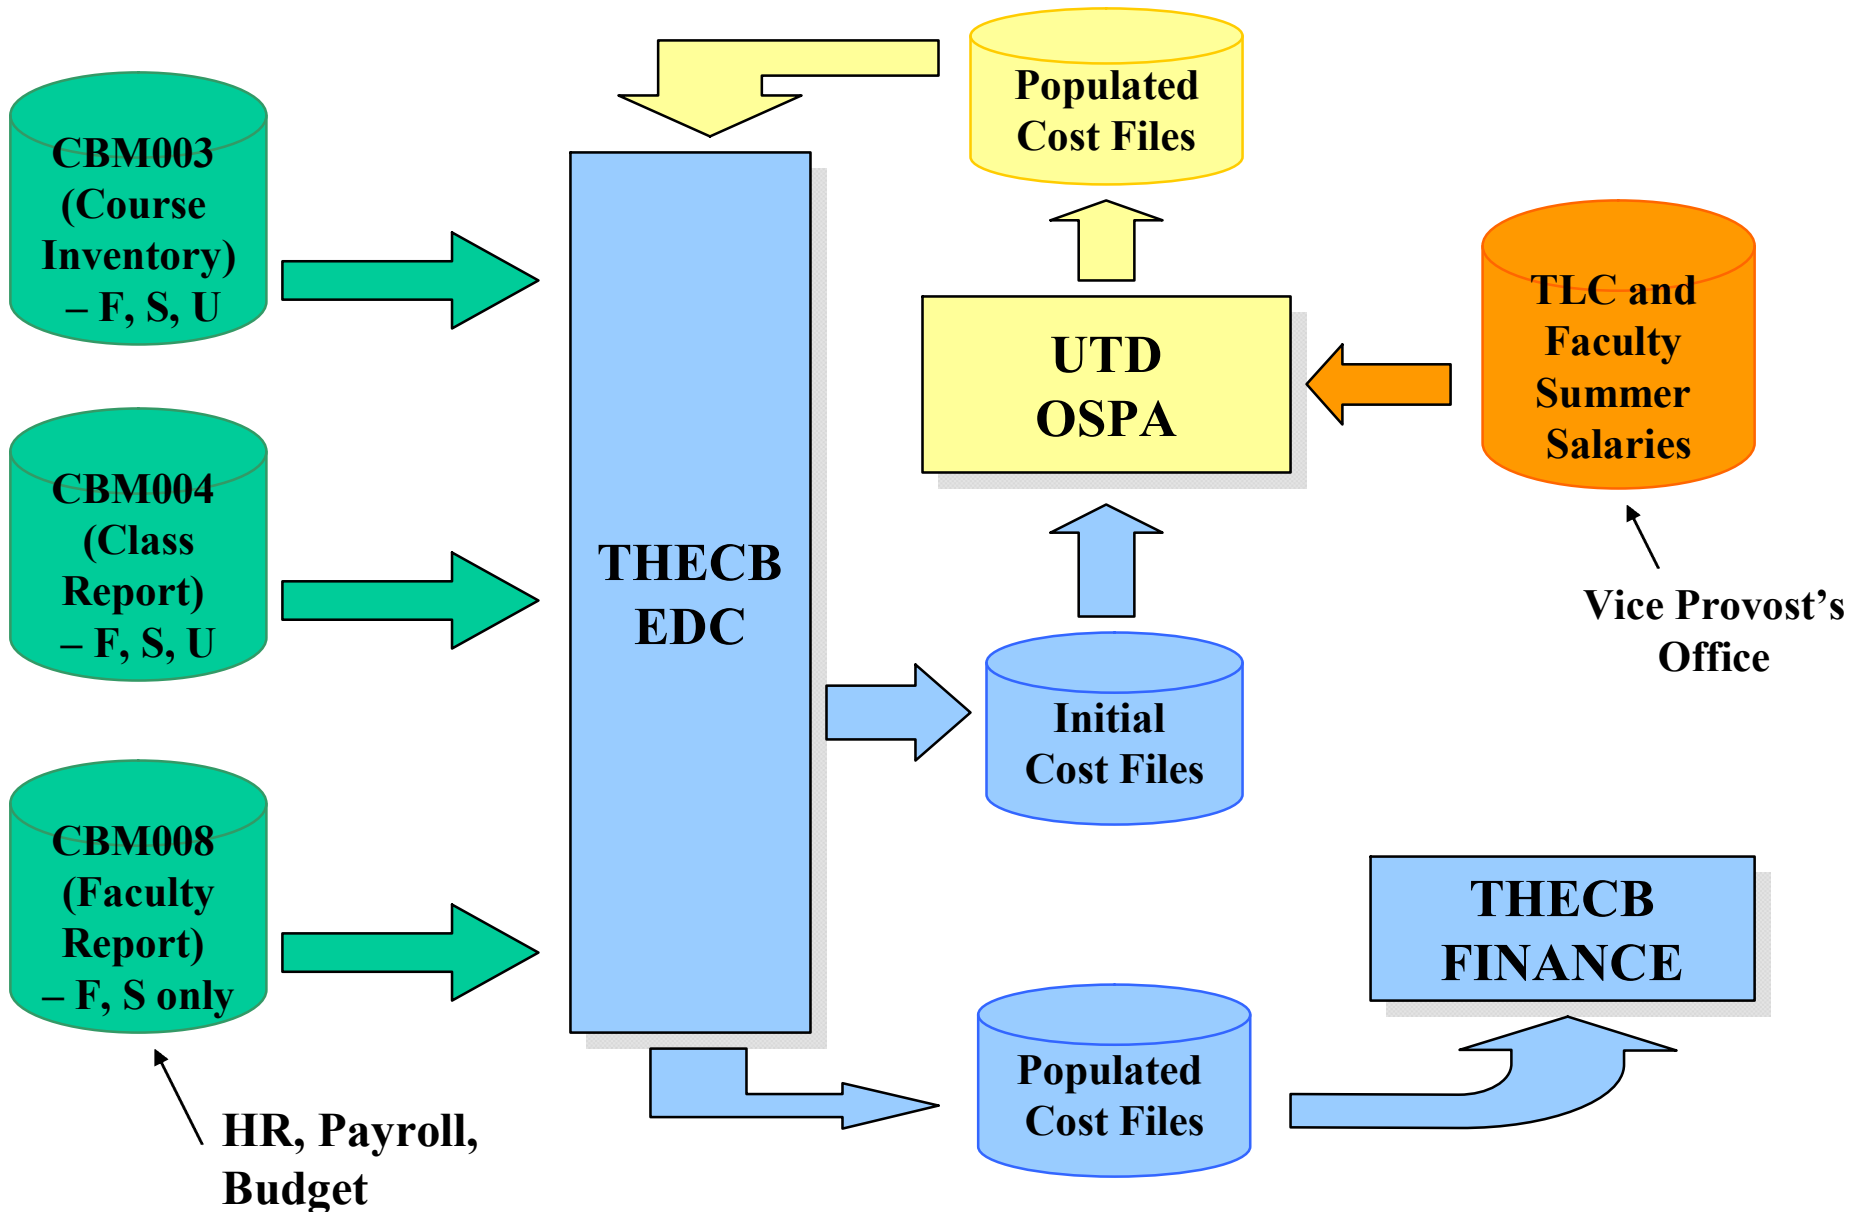 CBM003
(Course
Inventory)
– F, S, U
CBM004
(Class
Report)
– F, S, U
CBM008
(Faculty
Report)
– F, S only
HR, Payroll,
Budget
THECB
EDC
Populated
Cost Files
UTD
OSPA
TLC and
Faculty
Summer
Salaries
Vice Provost’s
Office
Initial
Cost Files
Populated
Cost Files
THECB
FINANCE